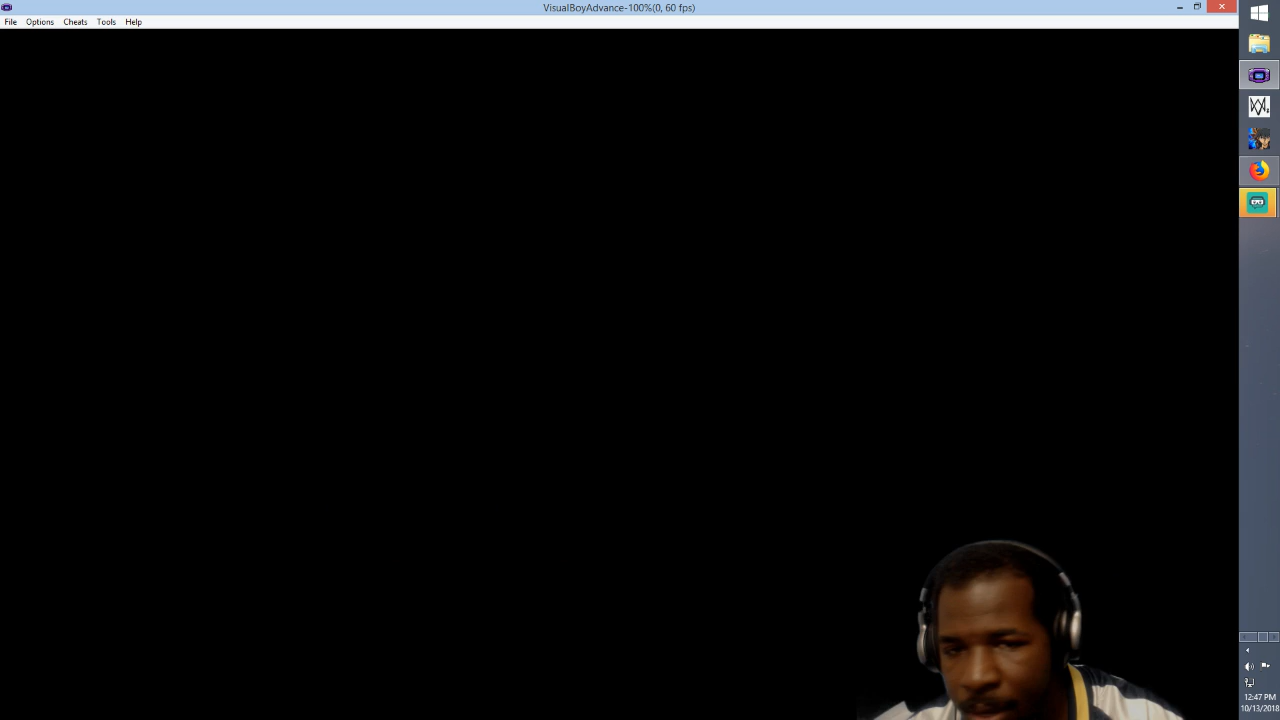 VisualBoyAdvance-100%(0, 60 fps)
File Options Cheats Tools Help
12:47 PM
10/13/2018